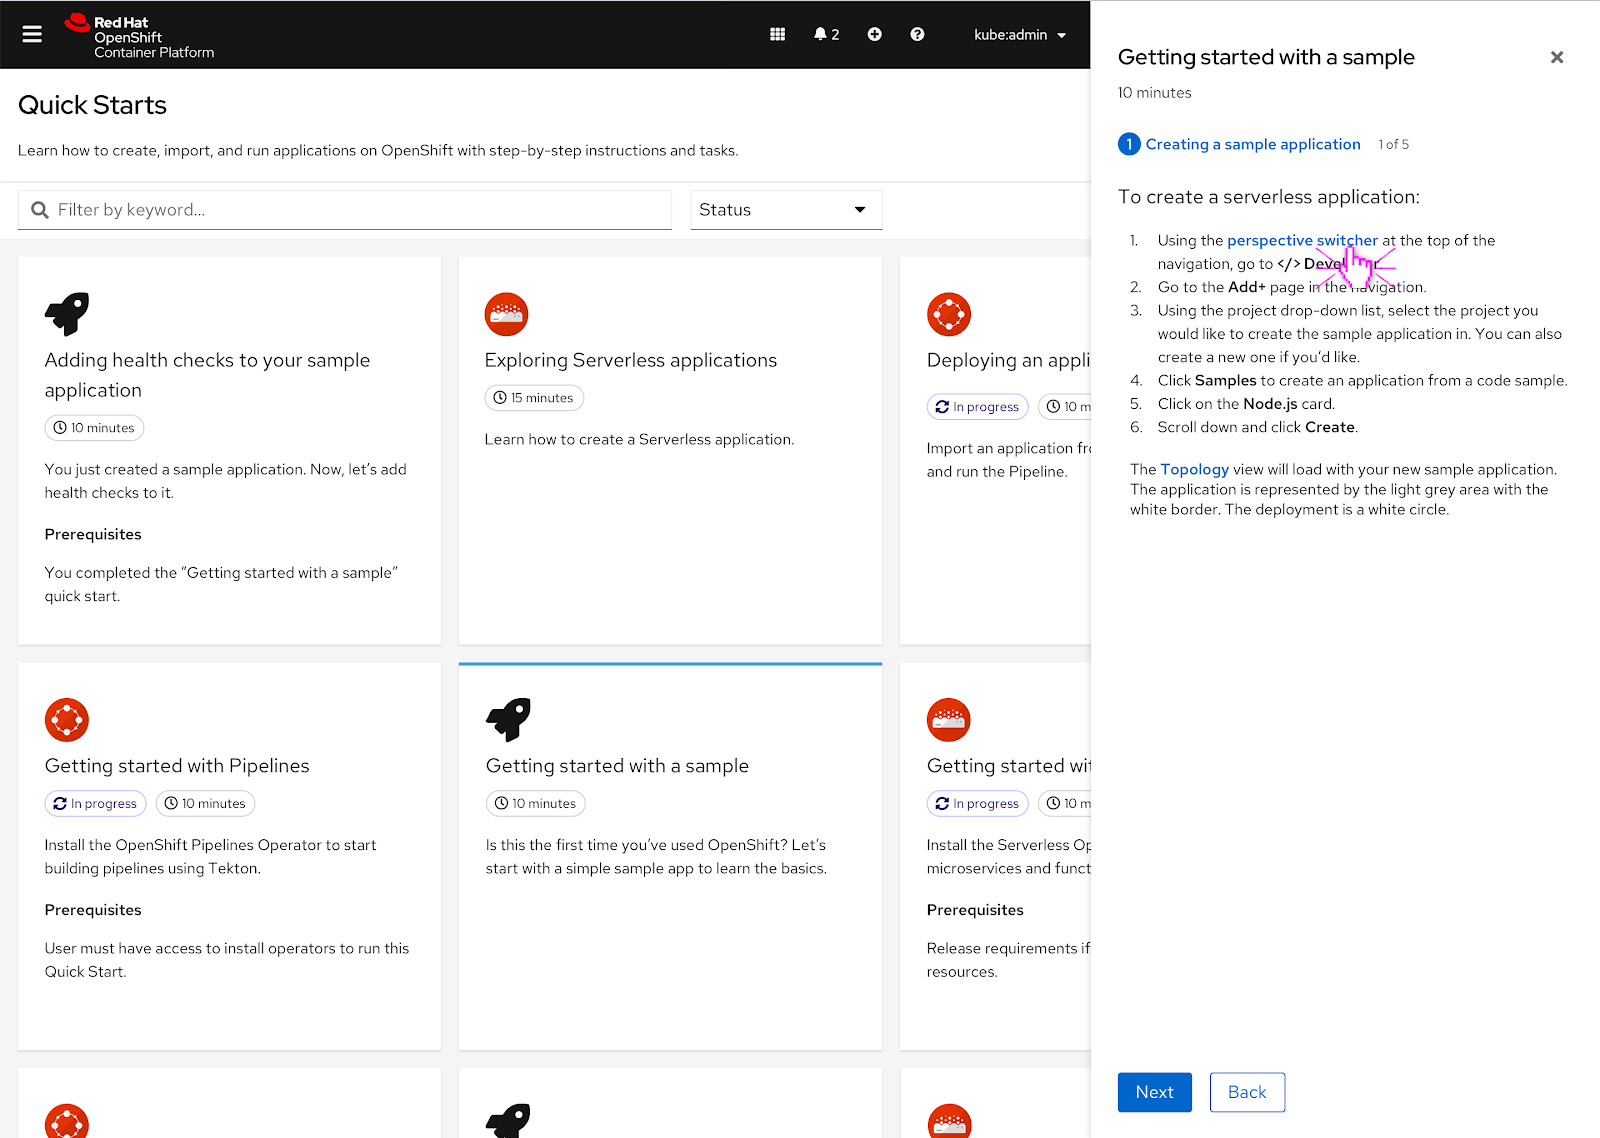 Red Hat
OpenShift
Container Platform
2
kube:admin
Quick Starts
Learn how to create, import, and run applications on OpenShift with step-by-step instructions and tasks.
Filter by keyword...
Status
Adding health checks to your sample
application
10 minutes
You just created a sample application. Now, let’s add
health checks to it.
Prerequisites
You completed the “Getting started with a sample”
quick start.
Exploring Serverless applications
15 minutes
Learn how to create a Serverless application.
Deploying an appli
In progress
10 m
Import an application fr
and run the Pipeline.
Getting started with Pipelines
In progress
10 minutes
Install the OpenShift Pipelines Operator to start
building pipelines using Tekton.
Prerequisites
User must have access to install operators to run this
Quick Start.
Getting started with a sample
10 minutes
Is this the first time you’ve used OpenShift? Let’s
start with a simple sample app to learn the basics.
Getting started wit
In progress
10 m
Install the Serverless Op
microservices and funct
Prerequisites
Release requirements if
resources.
Getting started with a sample
10 minutes
1 Creating a sample application 1 of 5
To create a serverless application:
1. Using the perspective switcher at the top of the
navigation, go to </>
2. Go to the Add+ page in the navigation.
3. Using the project drop-down list, select the project you
would like to create the sample application in. You can also
create a new one if you’d like.
4. Click Samples to create an application from a code sample.
5. Click on the Node.js card.
6. Scroll down and click Create.
The Topology view will load with your new sample application.
The application is represented by the light grey area with the
white border. The deployment is a white circle.
Next
Back